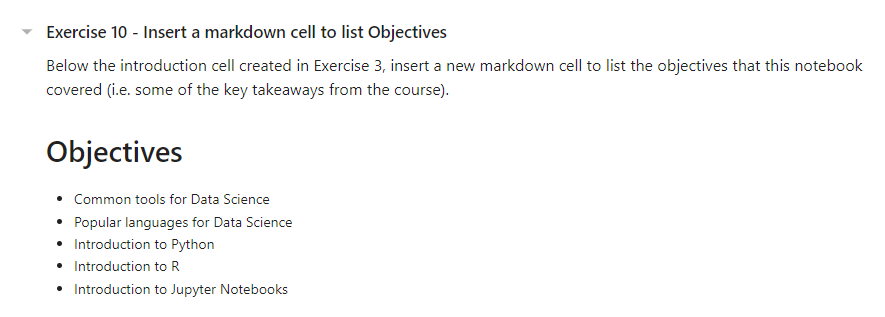 Exercise 10 - Insert a markdown cell to list Objectives
Below the introduction cell created in Exercise 3, insert a new markdown cell to list the objectives that this notebook
covered (i.e. some of the key takeaways from the course).
Objectives
• Common tools for Data Science
• Popular languages for Data Science
• Introduction to Python
• Introduction to R
• Introduction to Jupyter Notebooks